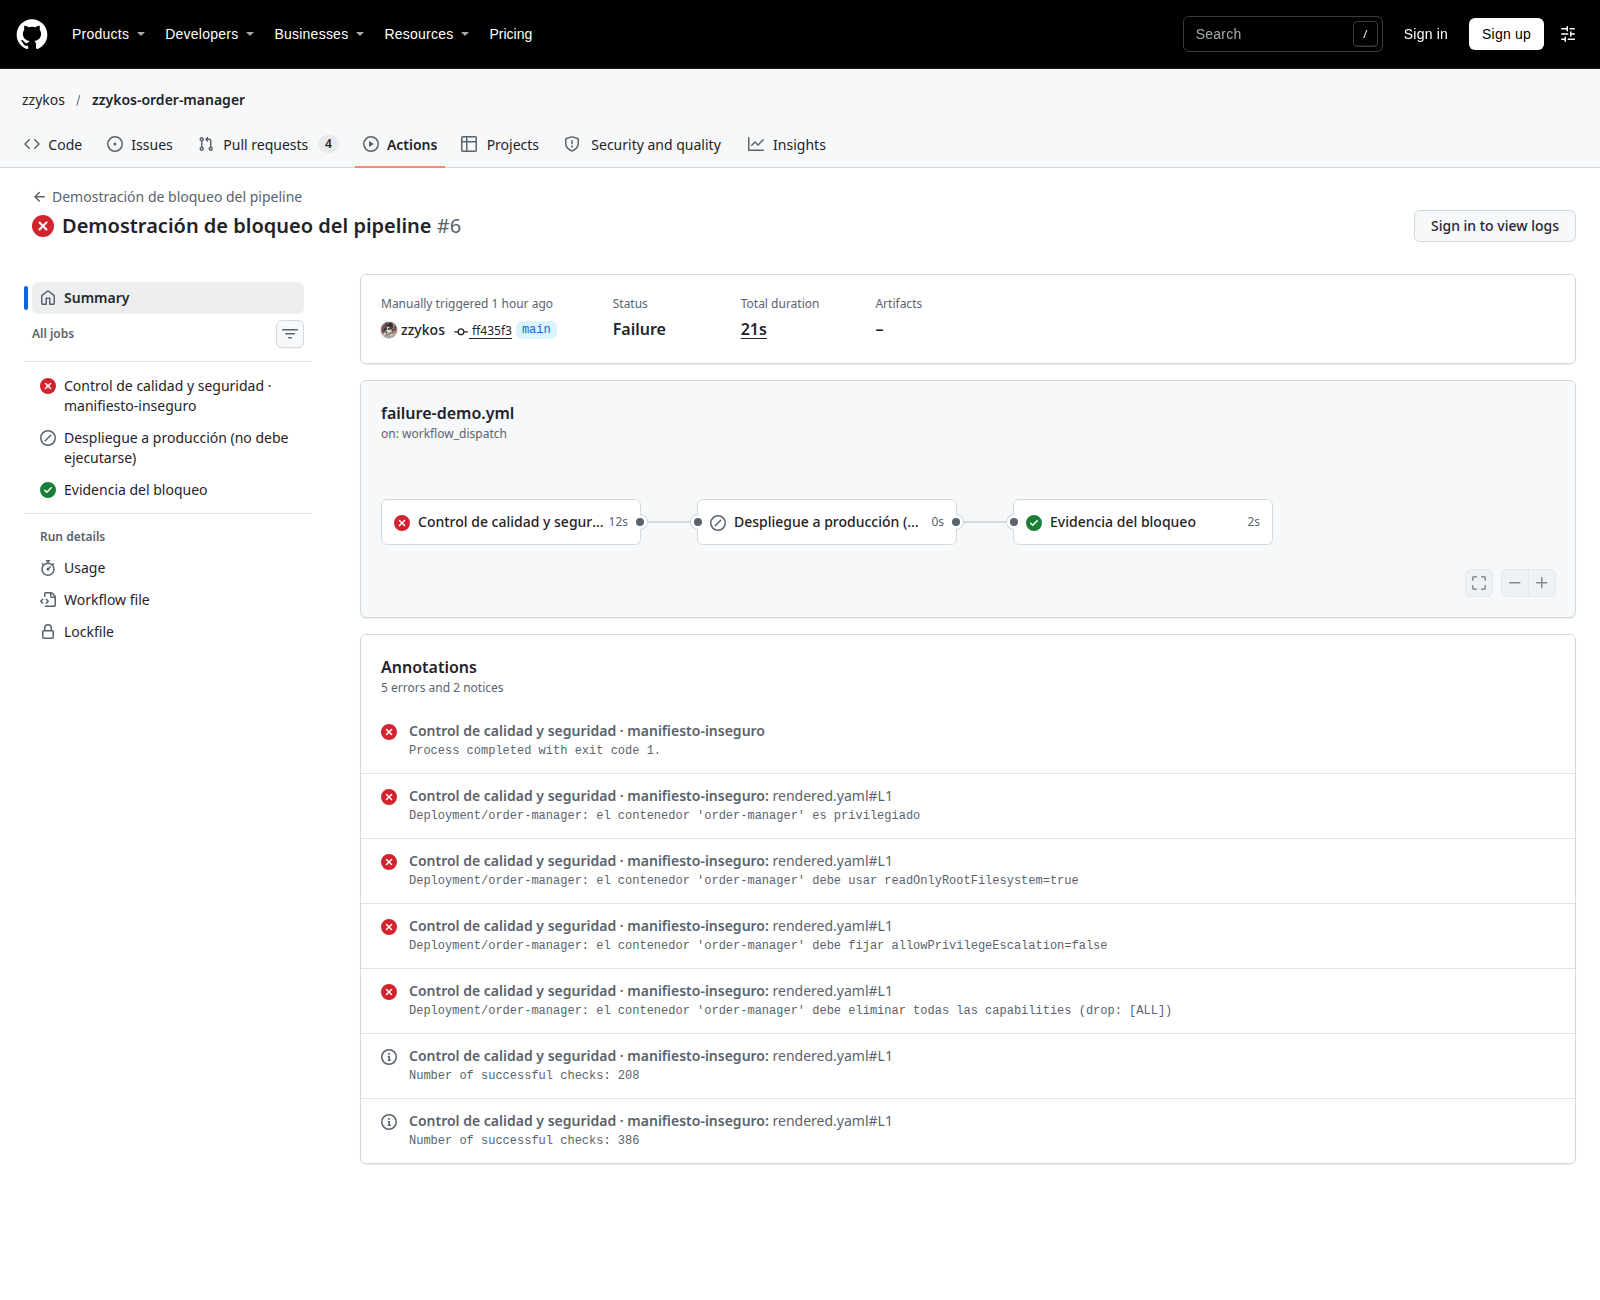 Products
Developers
Businesses
Resources
Pricing
Search
/
Sign in
Sign up
zzykos / zzykos-order-manager
Code
Issues
Pull requests 4
Actions
Projects
Security and quality
Insights
Demostración de bloqueo del pipeline
Demostración de bloqueo del pipeline #6
Sign in to view logs
Summary
All jobs
Control de calidad y seguridad ·
manifiesto-inseguro
Despliegue a producción (no debe
ejecutarse)
Evidencia del bloqueo
Run details
Usage
Workflow file
Lockfile
Manually triggered 1 hour ago
zzykos ff435f3 main
Status
Failure
Total duration
21s
Artifacts
–
failure-demo.yml
on: workflow_dispatch
Control de calidad y segur... 12s
Despliegue a producción (... 0s
Evidencia del bloqueo 2s
Annotations
5 errors and 2 notices
Control de calidad y seguridad · manifiesto-inseguro
Process completed with exit code 1.
Control de calidad y seguridad · manifiesto-inseguro: rendered.yaml#L1
Deployment/order-manager: el contenedor 'order-manager' es privilegiado
Control de calidad y seguridad · manifiesto-inseguro: rendered.yaml#L1
Deployment/order-manager: el contenedor 'order-manager' debe usar readOnlyRootFilesystem=true
Control de calidad y seguridad · manifiesto-inseguro: rendered.yaml#L1
Deployment/order-manager: el contenedor 'order-manager' debe fijar allowPrivilegeEscalation=false
Control de calidad y seguridad · manifiesto-inseguro: rendered.yaml#L1
Deployment/order-manager: el contenedor 'order-manager' debe eliminar todas las capabilities (drop: [ALL])
Control de calidad y seguridad · manifiesto-inseguro: rendered.yaml#L1
Number of successful checks: 208
Control de calidad y seguridad · manifiesto-inseguro: rendered.yaml#L1
Number of successful checks: 386